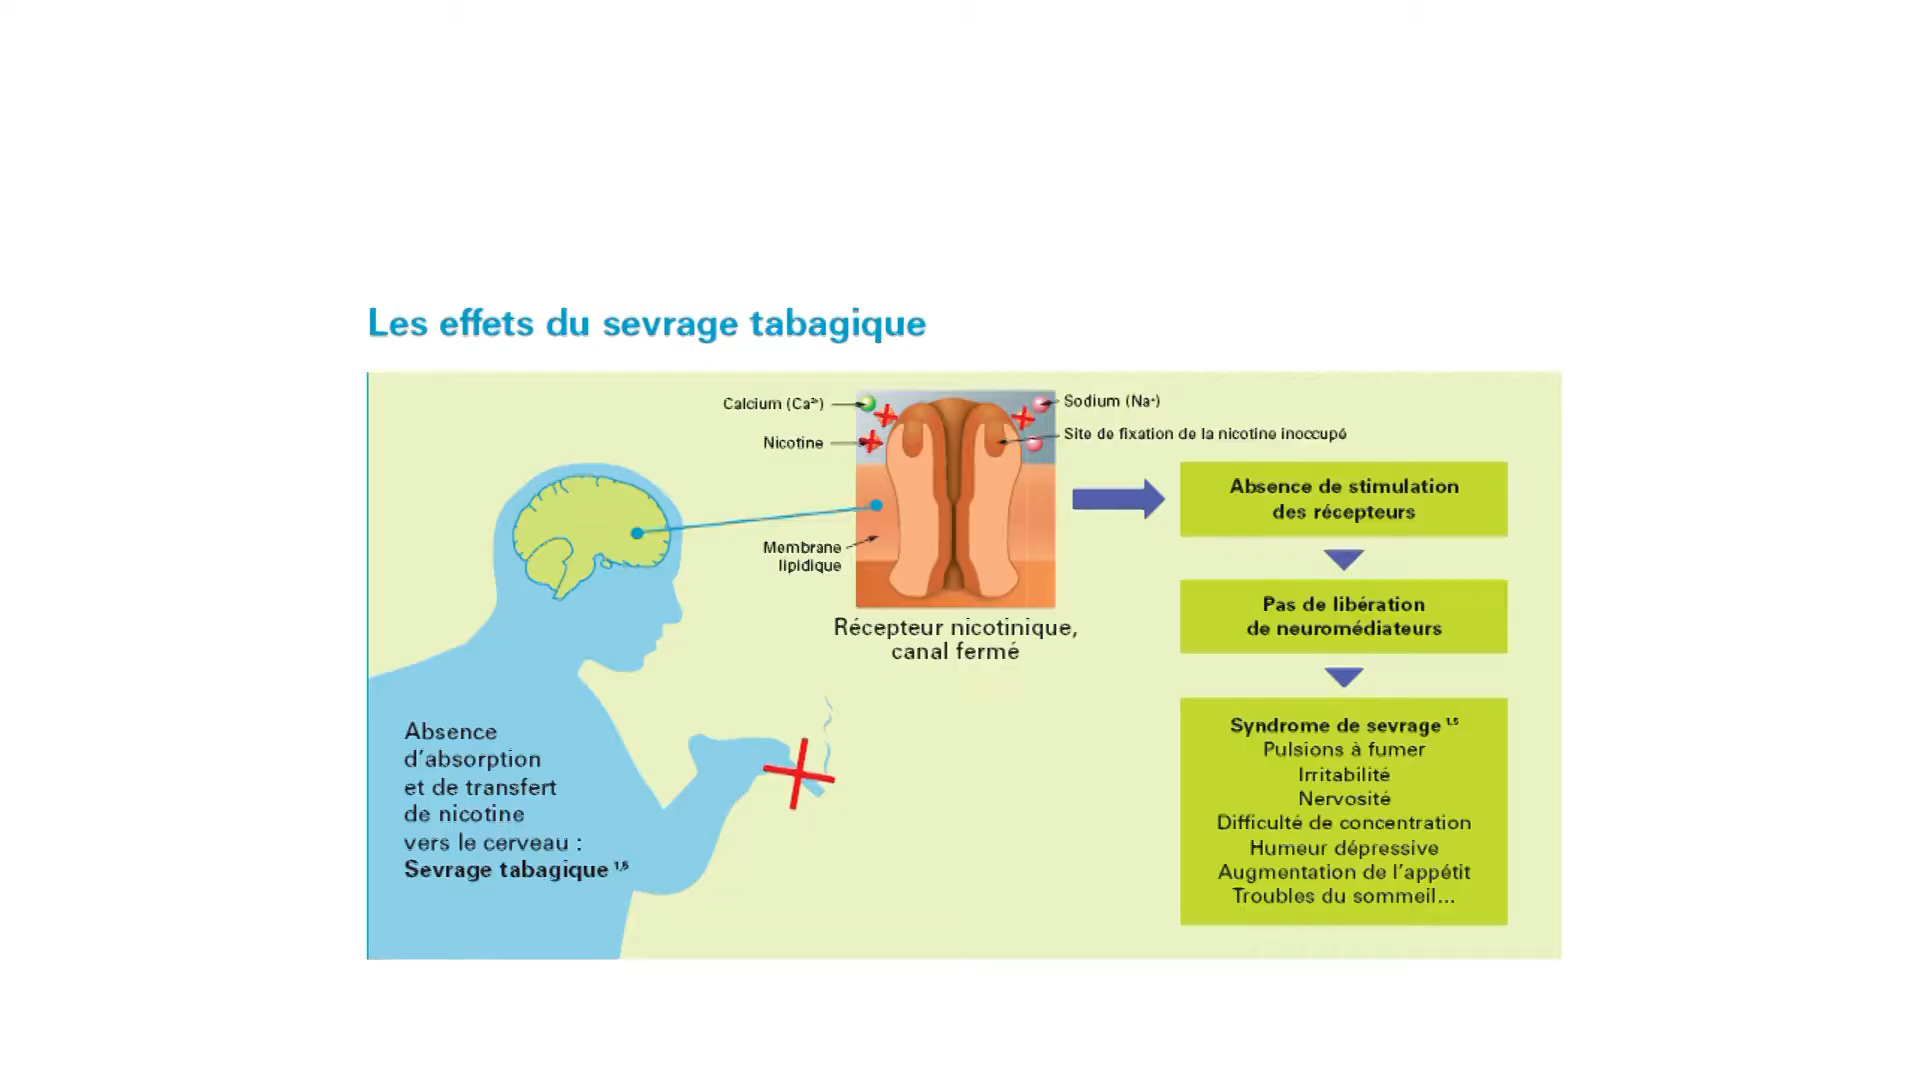 Les effets du sevrage tabagique
Calcium (Ca²⁺)
Nicotine
Sodium (Na⁺)
Site de fixation de la nicotine inoccupé
Membrane
lipidique
Récepteur nicotinique,
canal fermé
Absence
d'absorption
et de transfert
de nicotine
vers le cerveau :
Sevrage tabagique ¹,⁵
Absence de stimulation
des récepteurs
Pas de libération
de neuromédiateurs
Syndrome de sevrage ¹,⁵
Pulsions à fumer
Irritabilité
Nervosité
Difficulté de concentration
Humeur dépressive
Augmentation de l'appétit
Troubles du sommeil...